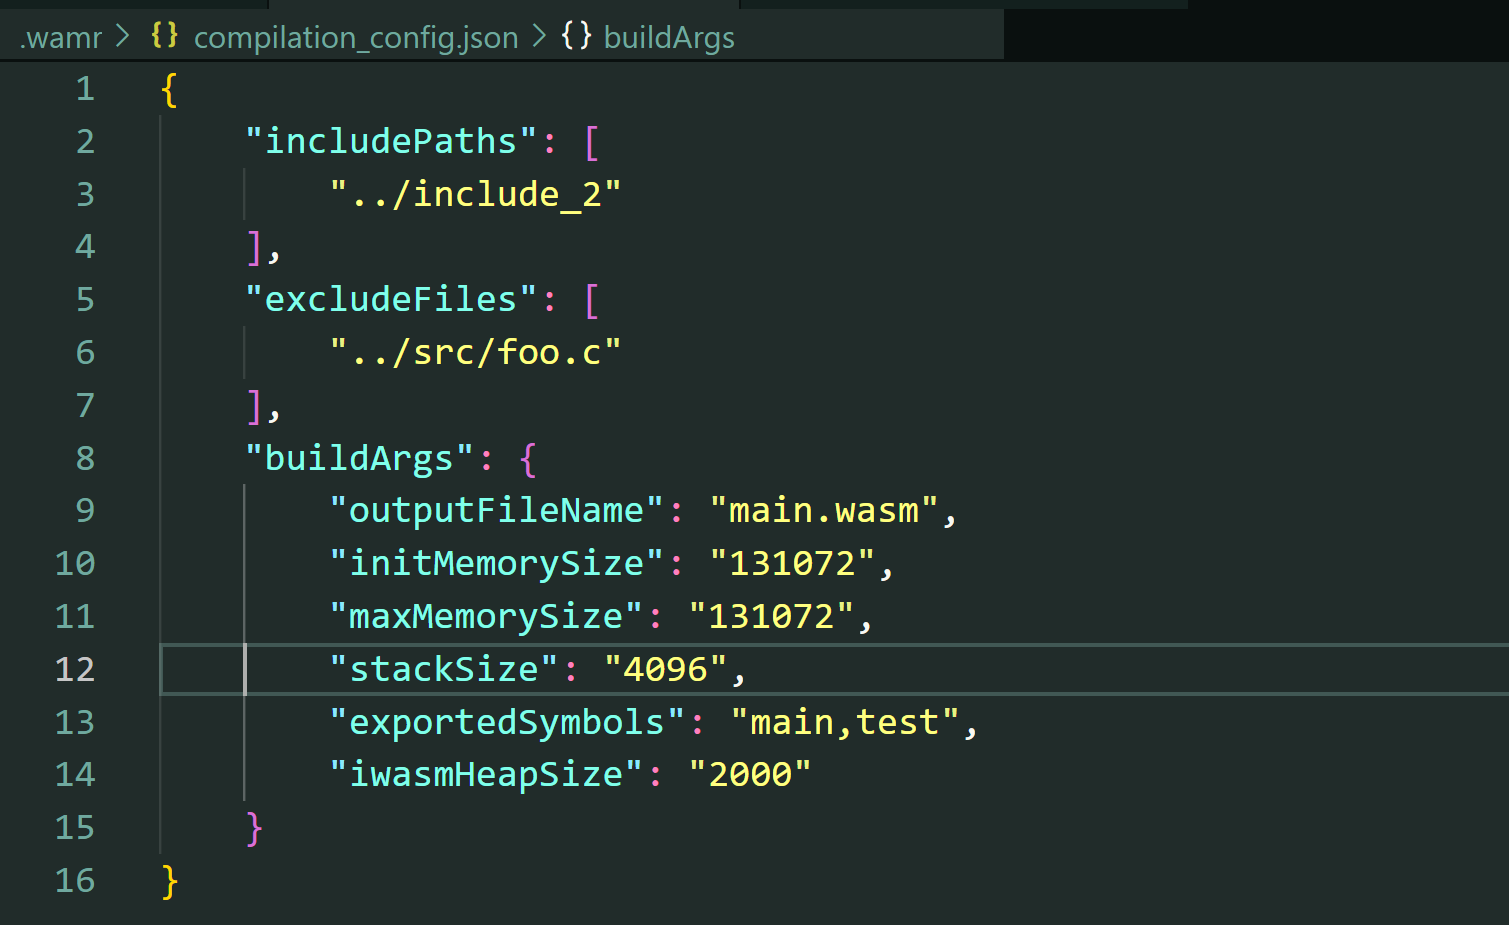 .wamr > {} compilation_config.json > {} buildArgs
1 {
2     "includePaths": [
3         "../include_2"
4     ],
5     "excludeFiles": [
6         "../src/foo.c"
7     ],
8     "buildArgs": {
9         "outputFileName": "main.wasm",
10         "initMemorySize": "131072",
11         "maxMemorySize": "131072",
12         "stackSize": "4096",
13         "exportedSymbols": "main,test",
14         "iwasmHeapSize": "2000"
15     }
16 }